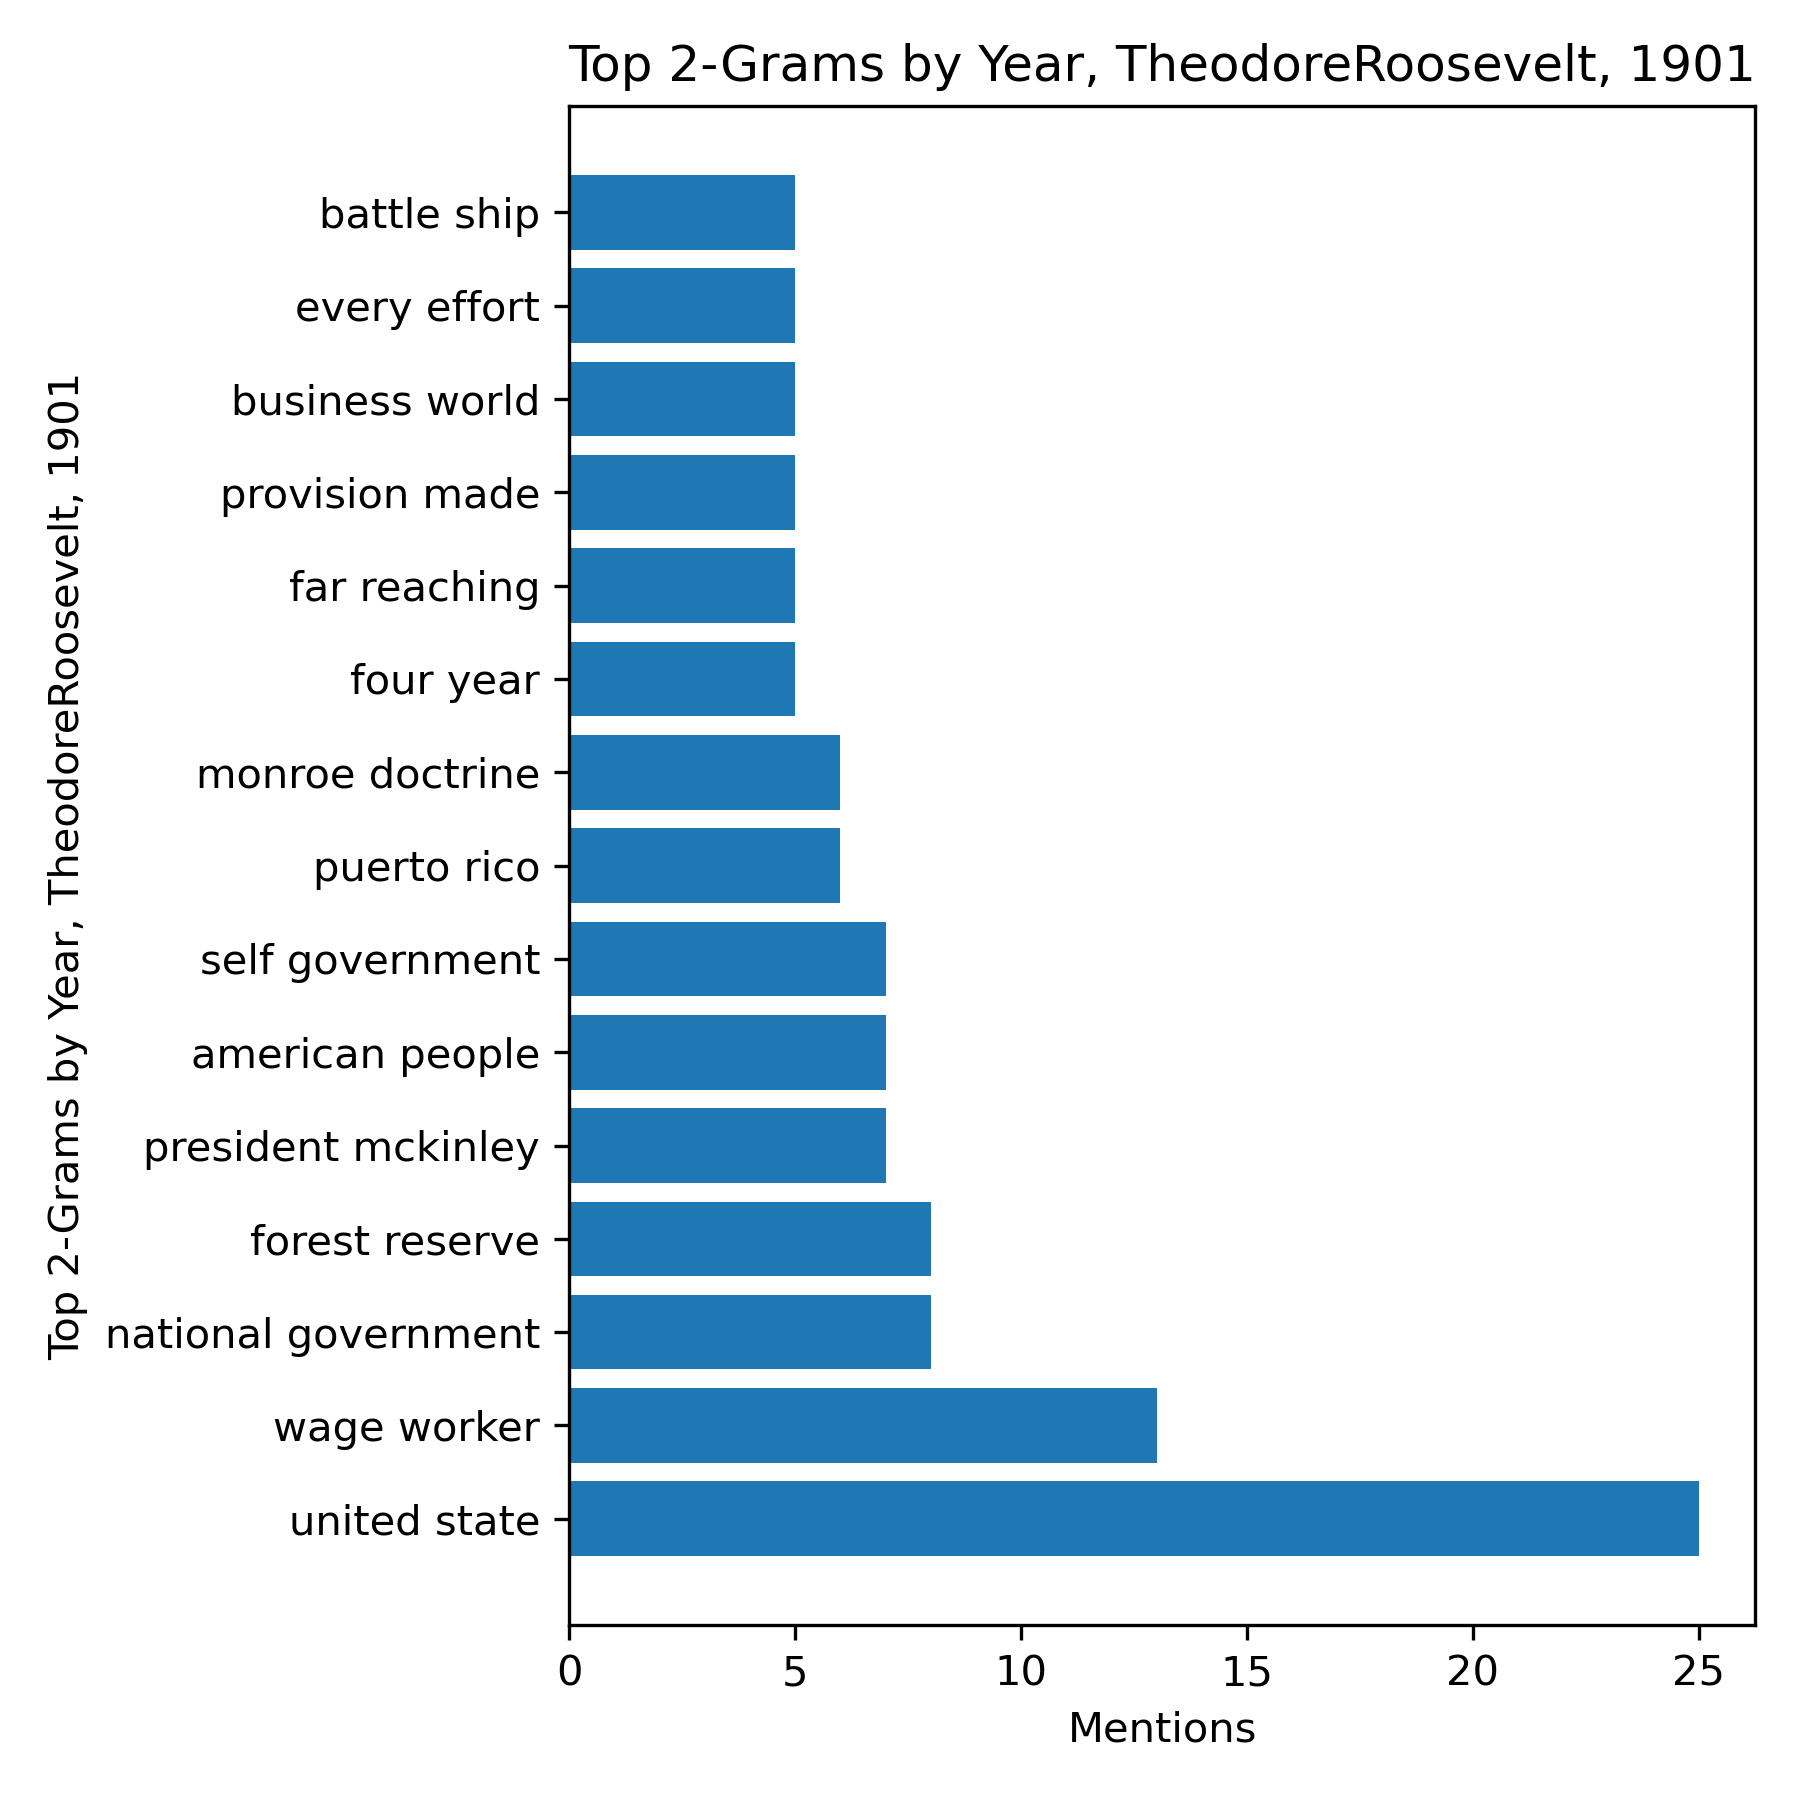 Top 2-Grams by Year, TheodoreRoosevelt, 1901
Top 2-Grams by Year, TheodoreRoosevelt, 1901
battle ship
every effort
business world
provision made
far reaching
four year
monroe doctrine
puerto rico
self government
american people
president mckinley
forest reserve
national government
wage worker
united state
0 5 10 15 20 25
Mentions